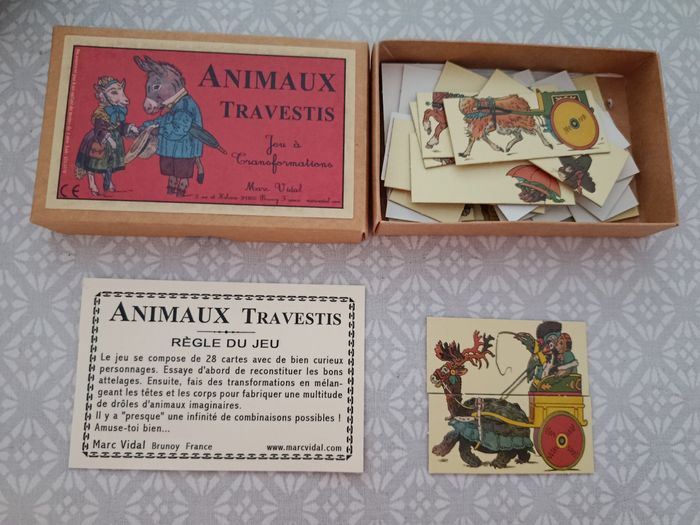 ANIMAUX
TRAVESTIS
Jeu à
Transformations
Marc Vidal
CE
ANIMAUX TRAVESTIS
RÈGLE DU JEU
Le jeu se compose de 28 cartes avec de bien curieux
personnages. Essaye d'abord de reconstituer les bons
attelages. Ensuite, fais des transformations en mélan-
geant les têtes et les corps pour fabriquer une multitude
de drôles d'animaux imaginaires.
Il y a "presque" une infinité de combinaisons possibles !
Amuse-toi bien...
Marc Vidal Brunoy France www.marcvidal.com